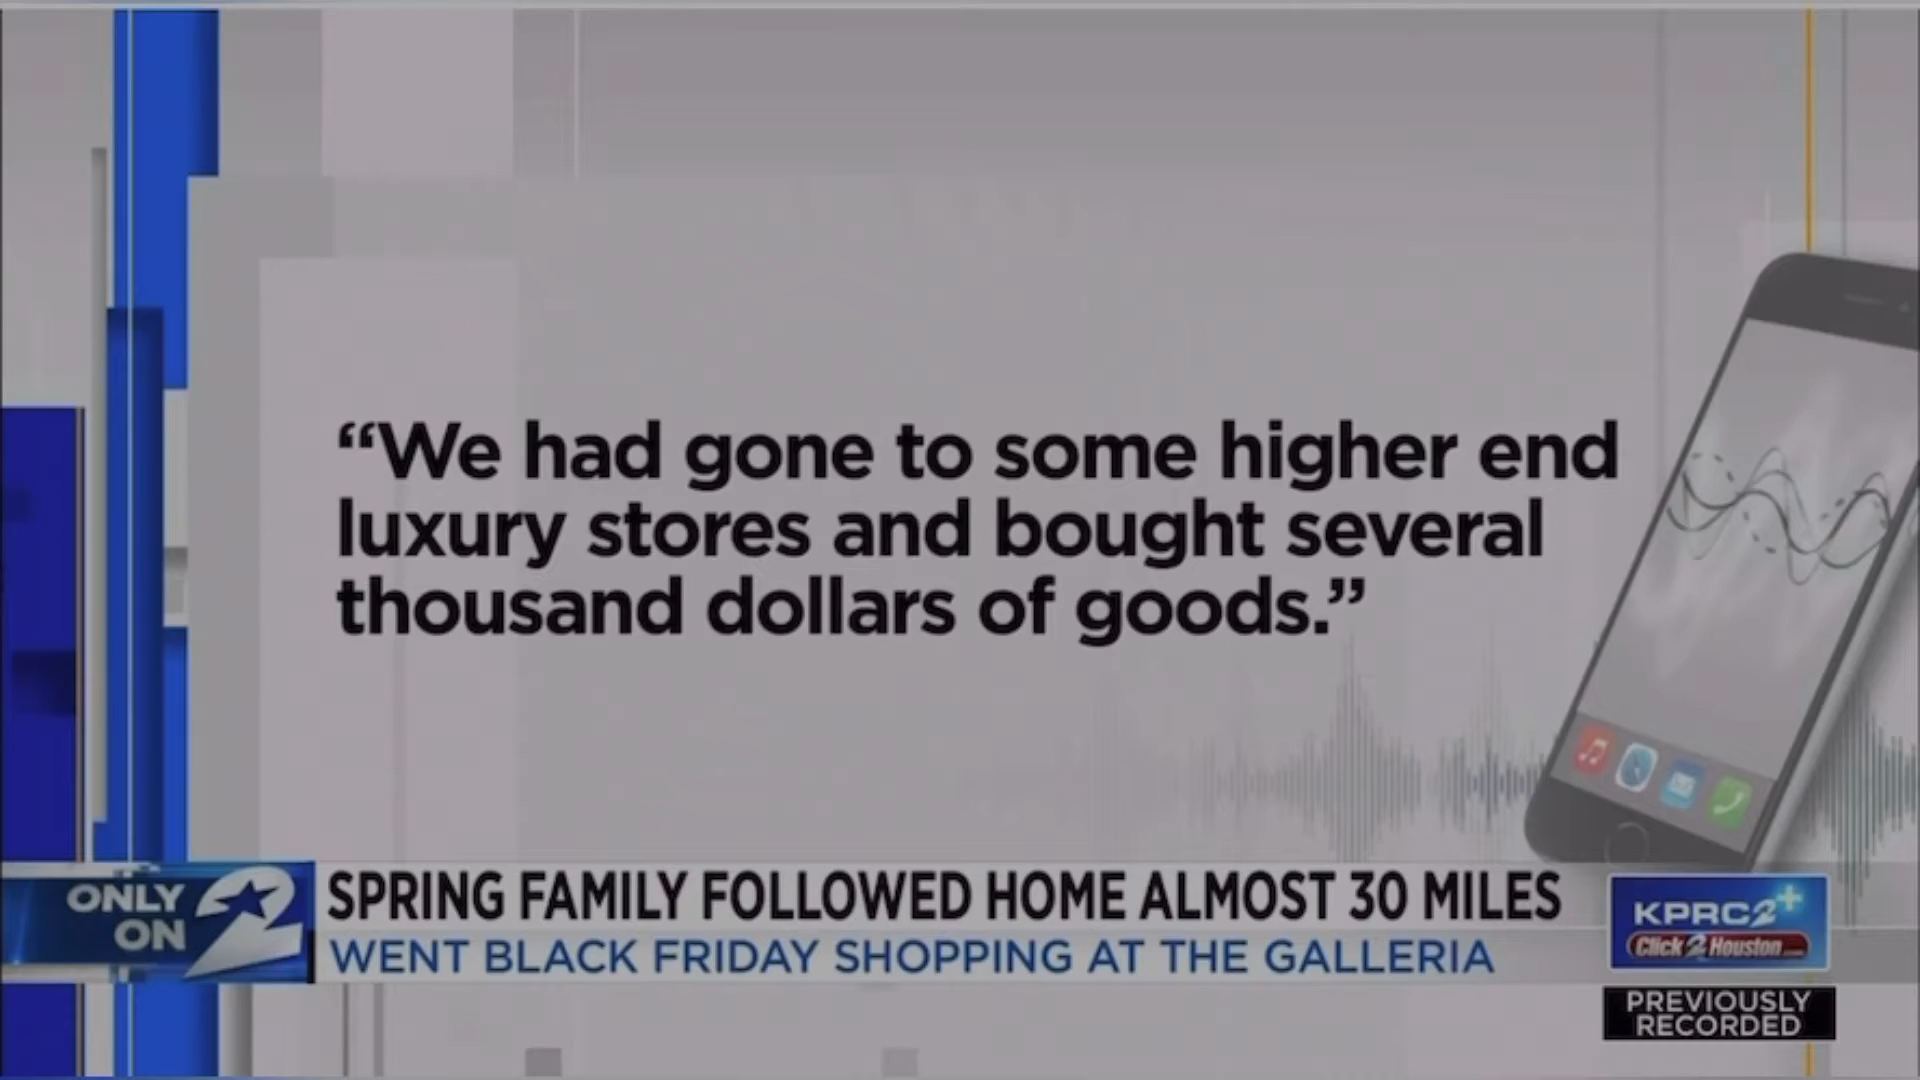 “We had gone to some higher end
luxury stores and bought several
thousand dollars of goods.”
ONLY
ON 2
SPRING FAMILY FOLLOWED HOME ALMOST 30 MILES
WENT BLACK FRIDAY SHOPPING AT THE GALLERIA
KPRC2+
Click2Houston.com
PREVIOUSLY
RECORDED